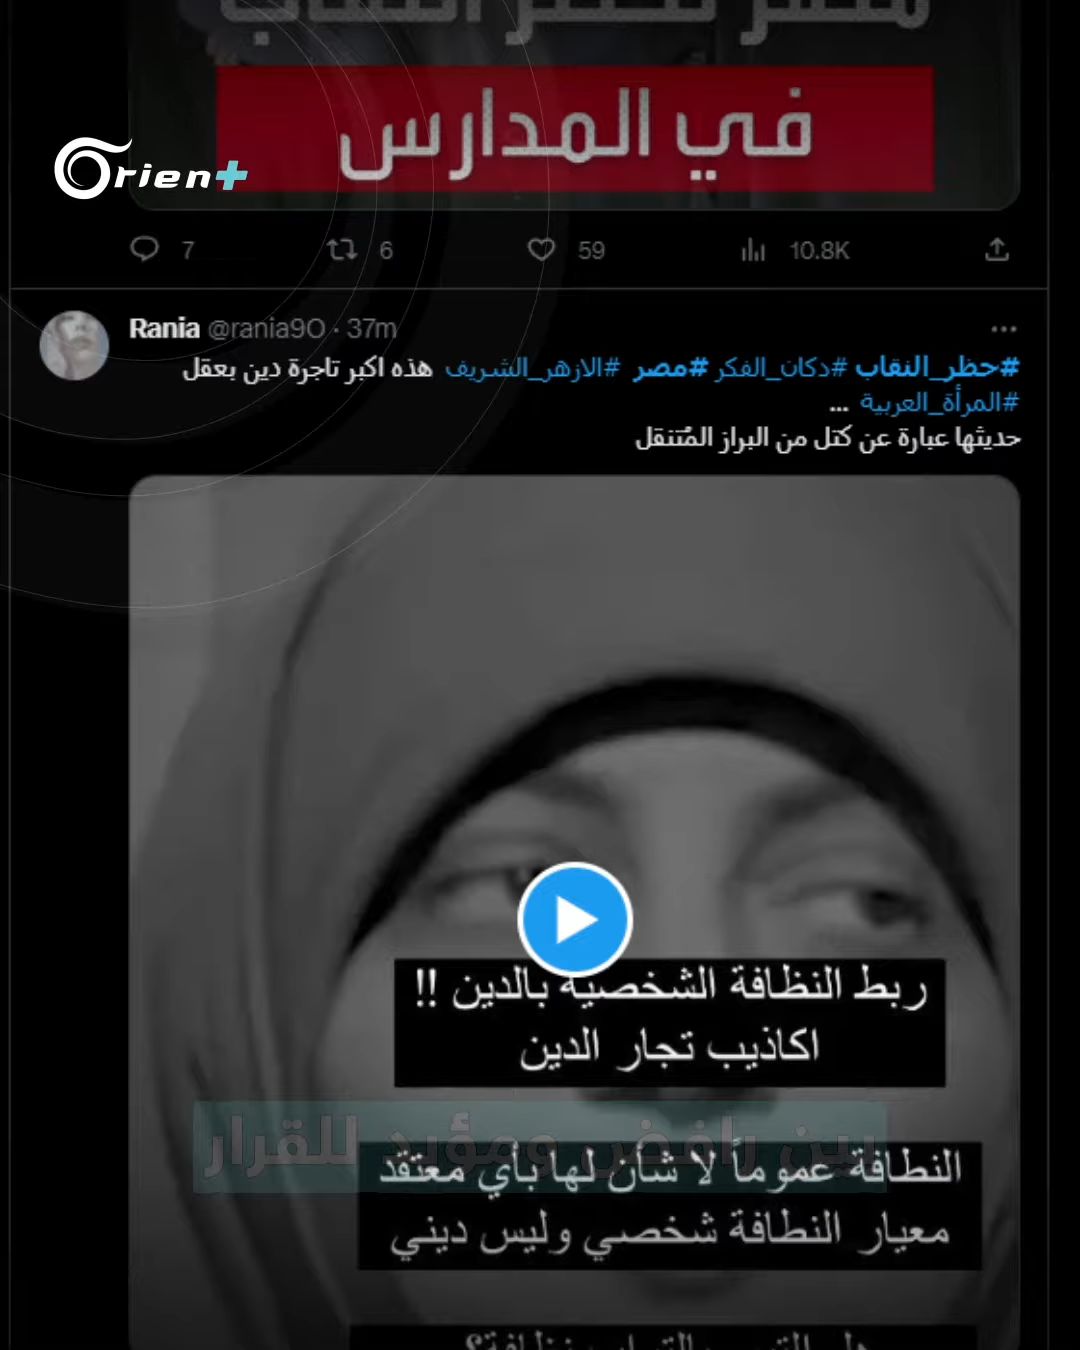 في المدارس
Orient+
7 6 59 10.8K
Rania @rania90 · 37m
#حظر_النقاب #دكان_الفكر #مصر #الازهر_الشريف هذه اكبر تاجرة دين بعقل
#المرأة_العربية ...
حديثها عبارة عن كتل من البراز المُتنقل
ربط النظافة الشخصية بالدين !!
اكاذيب تجار الدين
بين رافض ومؤيد للقرار
النطافة عموماً لا شأن لها بأي معتقد
معيار النطافة شخصي وليس ديني